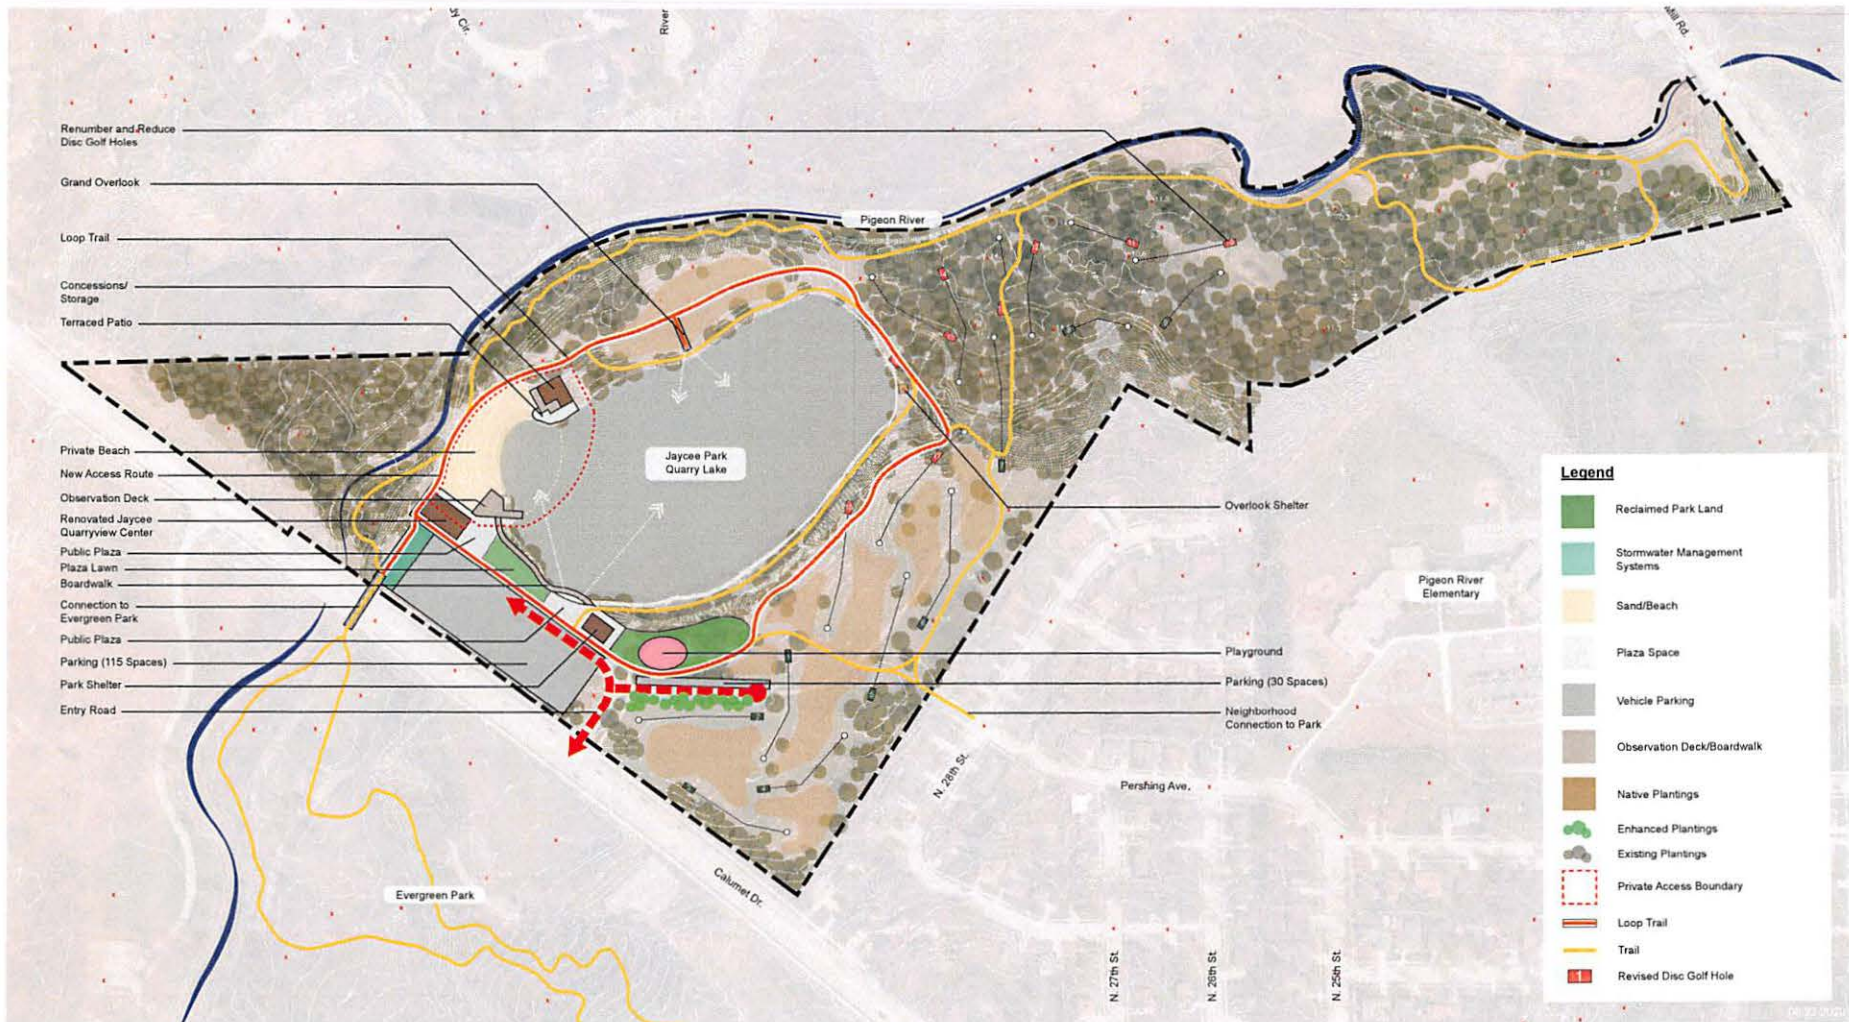 River
Mill Rd.
Renumber and Reduce
Disc Golf Holes
Grand Overlook
Loop Trail
Concessions/
Storage
Terraced Patio
Private Beach
New Access Route
Observation Deck
Renovated Jaycee
Quarryview Center
Public Plaza
Plaza Lawn
Boardwalk
Connection to
Evergreen Park
Public Plaza
Parking (115 Spaces)
Park Shelter
Entry Road
Pigeon River
Jaycee Park
Quarry Lake
Overlook Shelter
Playground
Parking (30 Spaces)
Neighborhood
Connection to Park
Pigeon River
Elementary
N. 28th St.
Pershing Ave.
Calumet Dr.
Evergreen Park
N. 27th St.
N. 26th St.
N. 25th St.
Legend
Reclaimed Park Land
Stormwater Management
Systems
Sand/Beach
Plaza Space
Vehicle Parking
Observation Deck/Boardwalk
Native Plantings
Enhanced Plantings
Existing Plantings
Private Access Boundary
Loop Trail
Trail
1
Revised Disc Golf Hole